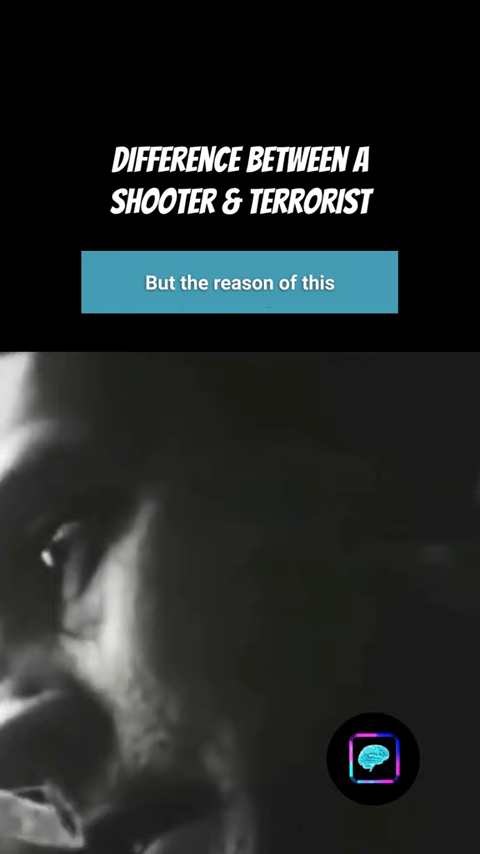 DIFFERENCE BETWEEN A
SHOOTER & TERRORIST
But the reason of this